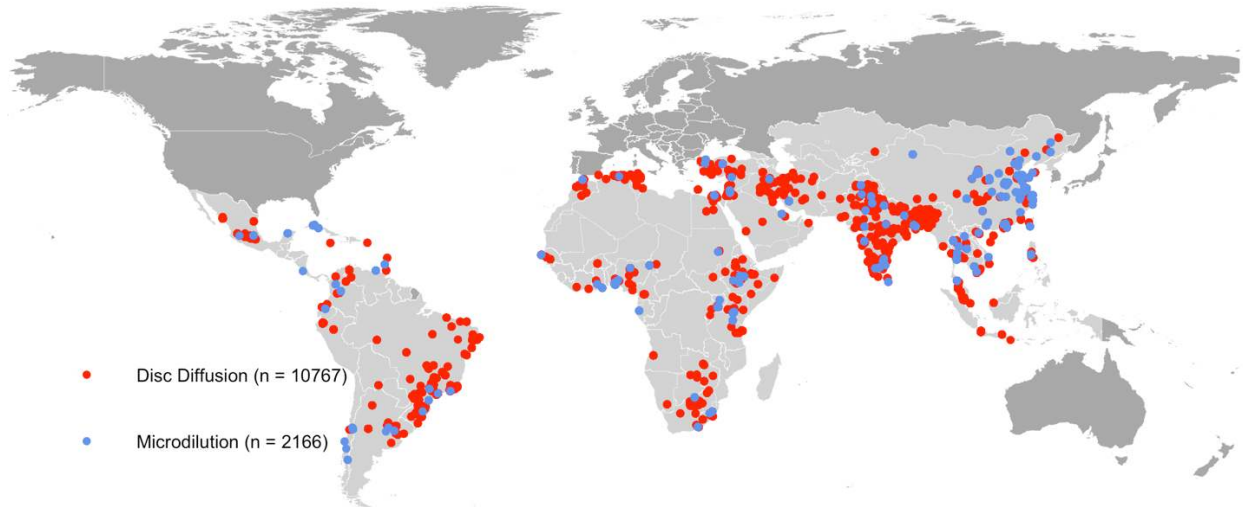 Disc Diffusion (n = 10767)
Microdilution (n = 2166)